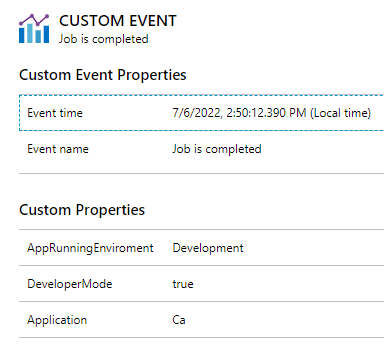 CUSTOM EVENT
Job is completed
Custom Event Properties
Event time 7/6/2022, 2:50:12.390 PM (Local time)
Event name Job is completed
Custom Properties
AppRunningEnviroment Development
DeveloperMode true
Application Ca